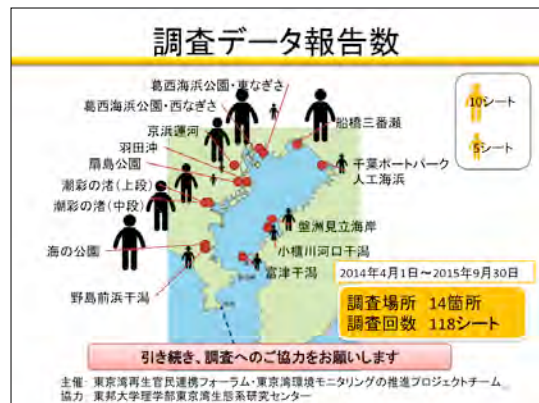 調査データ報告数
葛西海浜公園・東なぎさ
葛西海浜公園・西なぎさ
京浜運河
羽田沖
扇島公園
潮彩の渚(上段)
潮彩の渚(中段)
海の公園
野島前浜干潟
船橋三番瀬
千葉ポートパーク
人工海浜
盤洲見立海岸
小櫃川河口干潟
富津干潟
10シート
5シート
2014年4月1日～2015年9月30日
調査場所 14箇所
調査回数 118シート
引き続き、調査へのご協力をお願いします
主催: 東京湾再生官民連携フォーラム・東京湾環境モニタリングの推進プロジェクトチーム
協力: 東邦大学理学部東京湾生態系研究センター